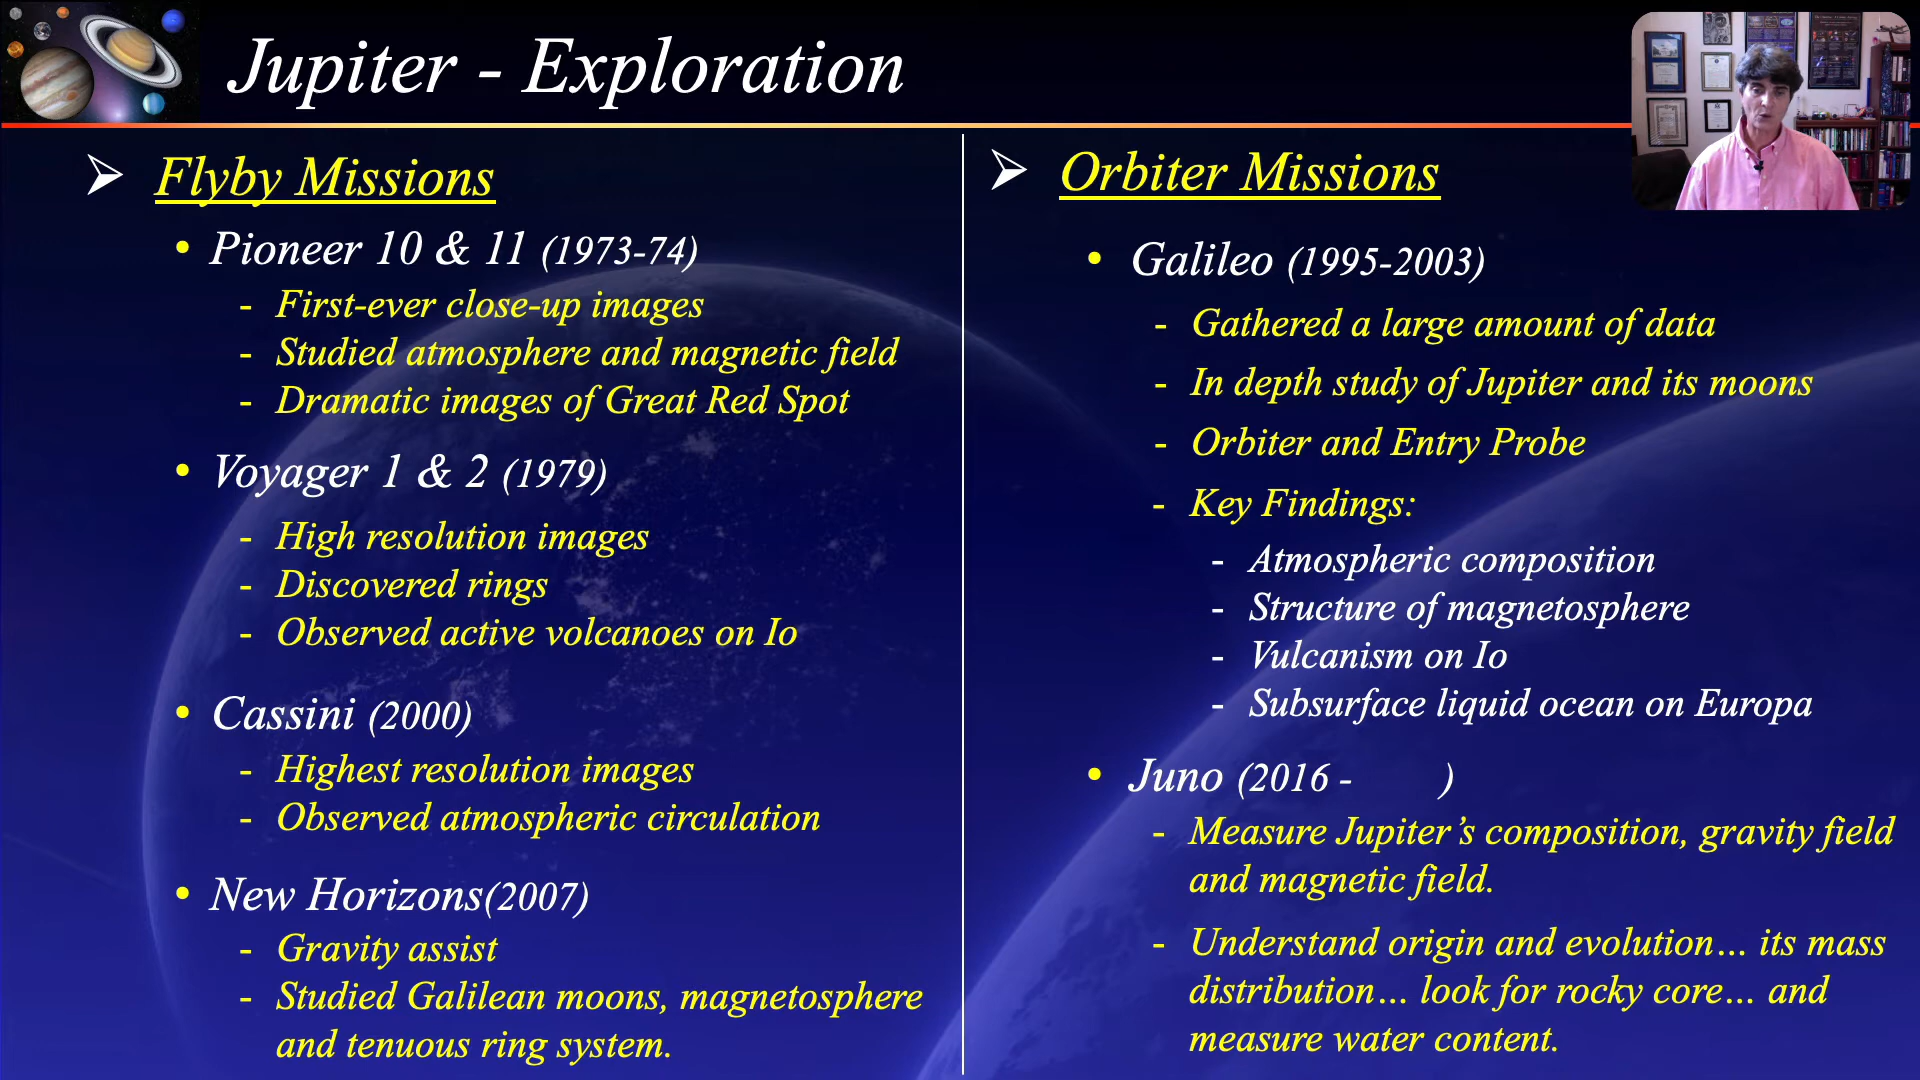 Jupiter - Exploration
➢ Flyby Missions
• Pioneer 10 & 11 (1973-74)
- First-ever close-up images
- Studied atmosphere and magnetic field
- Dramatic images of Great Red Spot
• Voyager 1 & 2 (1979)
- High resolution images
- Discovered rings
- Observed active volcanoes on Io
• Cassini (2000)
- Highest resolution images
- Observed atmospheric circulation
• New Horizons(2007)
- Gravity assist
- Studied Galilean moons, magnetosphere
and tenuous ring system.
➢ Orbiter Missions
• Galileo (1995-2003)
- Gathered a large amount of data
- In depth study of Jupiter and its moons
- Orbiter and Entry Probe
- Key Findings:
- Atmospheric composition
- Structure of magnetosphere
- Vulcanism on Io
- Subsurface liquid ocean on Europa
• Juno (2016 - )
- Measure Jupiter’s composition, gravity field
and magnetic field.
- Understand origin and evolution… its mass
distribution… look for rocky core… and
measure water content.